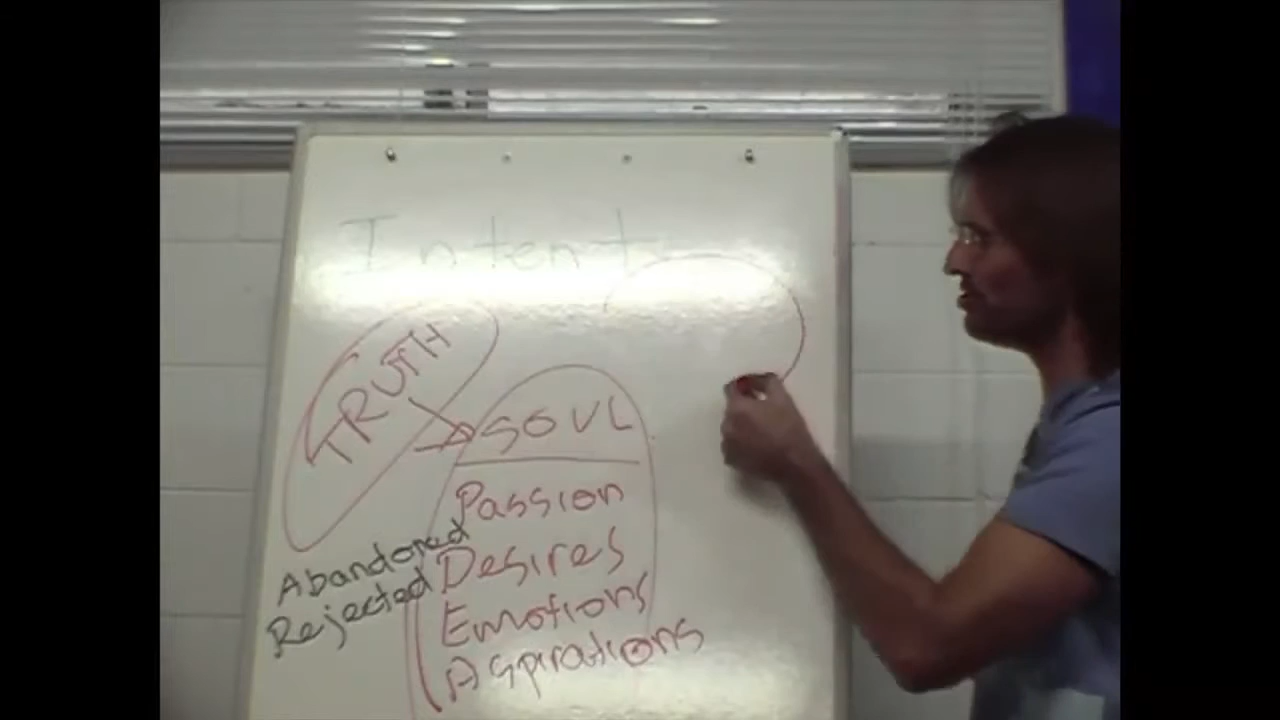 Intent
TRUTH
SOUL
Passion
Desires
Emotions
Aspirations
Abandoned
Rejected